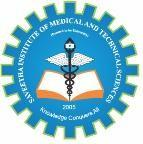 SAVEETHA INSTITUTE OF MEDICAL AND TECHNICAL SCIENCES
2005
Knowledge Conquers All